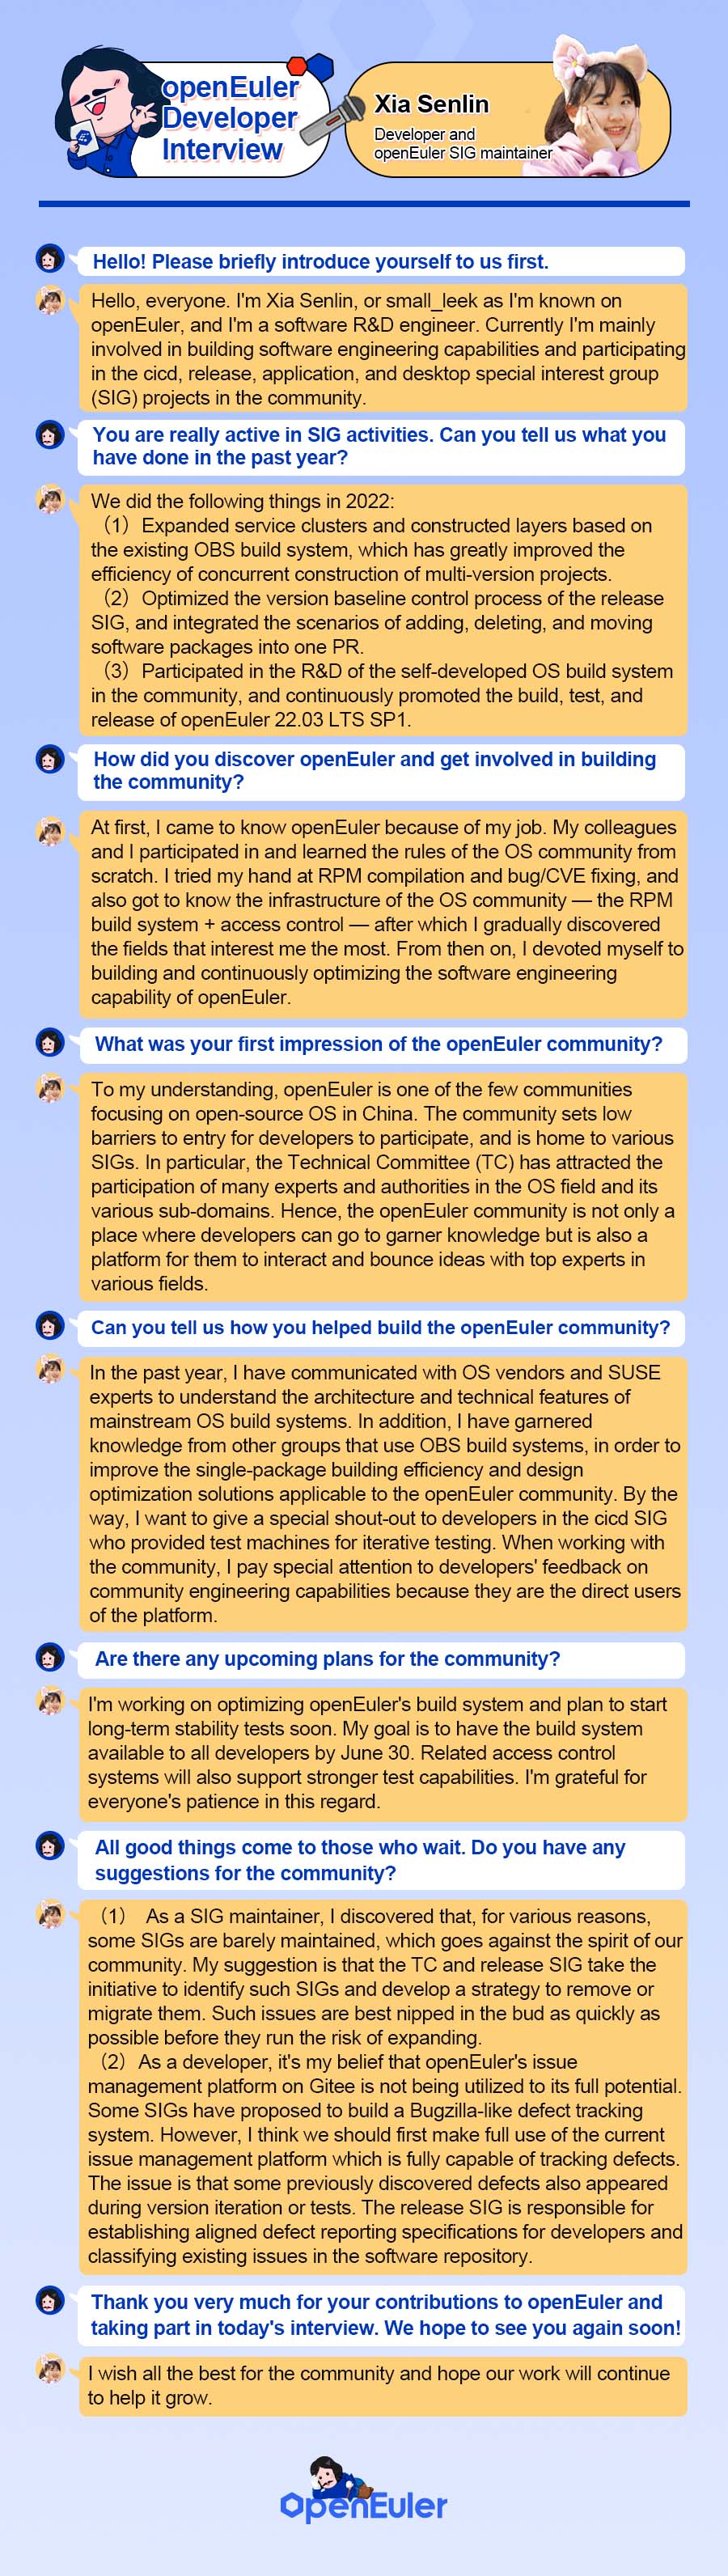 openEuler
Developer
Interview
Xia Senlin
Developer and
openEuler SIG maintainer
Hello! Please briefly introduce yourself to us first.
Hello, everyone. I'm Xia Senlin, or small_leek as I'm known on
openEuler, and I'm a software R&D engineer. Currently I'm mainly
involved in building software engineering capabilities and participating
in the cicd, release, application, and desktop special interest group
(SIG) projects in the community.
You are really active in SIG activities. Can you tell us what you
have done in the past year?
We did the following things in 2022:
（1）Expanded service clusters and constructed layers based on
the existing OBS build system, which has greatly improved the
efficiency of concurrent construction of multi-version projects.
（2）Optimized the version baseline control process of the release
SIG, and integrated the scenarios of adding, deleting, and moving
software packages into one PR.
（3）Participated in the R&D of the self-developed OS build system
in the community, and continuously promoted the build, test, and
release of openEuler 22.03 LTS SP1.
How did you discover openEuler and get involved in building
the community?
At first, I came to know openEuler because of my job. My colleagues
and I participated in and learned the rules of the OS community from
scratch. I tried my hand at RPM compilation and bug/CVE fixing, and
also got to know the infrastructure of the OS community — the RPM
build system + access control — after which I gradually discovered
the fields that interest me the most. From then on, I devoted myself to
building and continuously optimizing the software engineering
capability of openEuler.
What was your first impression of the openEuler community?
To my understanding, openEuler is one of the few communities
focusing on open-source OS in China. The community sets low
barriers to entry for developers to participate, and is home to various
SIGs. In particular, the Technical Committee (TC) has attracted the
participation of many experts and authorities in the OS field and its
various sub-domains. Hence, the openEuler community is not only a
place where developers can go to garner knowledge but is also a
platform for them to interact and bounce ideas with top experts in
various fields.
Can you tell us how you helped build the openEuler community?
In the past year, I have communicated with OS vendors and SUSE
experts to understand the architecture and technical features of
mainstream OS build systems. In addition, I have garnered
knowledge from other groups that use OBS build systems, in order to
improve the single-package building efficiency and design
optimization solutions applicable to the openEuler community. By the
way, I want to give a special shout-out to developers in the cicd SIG
who provided test machines for iterative testing. When working with
the community, I pay special attention to developers' feedback on
community engineering capabilities because they are the direct users
of the platform.
Are there any upcoming plans for the community?
I'm working on optimizing openEuler's build system and plan to start
long-term stability tests soon. My goal is to have the build system
available to all developers by June 30. Related access control
systems will also support stronger test capabilities. I'm grateful for
everyone's patience in this regard.
All good things come to those who wait. Do you have any
suggestions for the community?
（1） As a SIG maintainer, I discovered that, for various reasons,
some SIGs are barely maintained, which goes against the spirit of our
community. My suggestion is that the TC and release SIG take the
initiative to identify such SIGs and develop a strategy to remove or
migrate them. Such issues are best nipped in the bud as quickly as
possible before they run the risk of expanding.
（2）As a developer, it's my belief that openEuler's issue
management platform on Gitee is not being utilized to its full potential.
Some SIGs have proposed to build a Bugzilla-like defect tracking
system. However, I think we should first make full use of the current
issue management platform which is fully capable of tracking defects.
The issue is that some previously discovered defects also appeared
during version iteration or tests. The release SIG is responsible for
establishing aligned defect reporting specifications for developers and
classifying existing issues in the software repository.
Thank you very much for your contributions to openEuler and
taking part in today's interview. We hope to see you again soon!
I wish all the best for the community and hope our work will continue
to help it grow.
OpenEuler